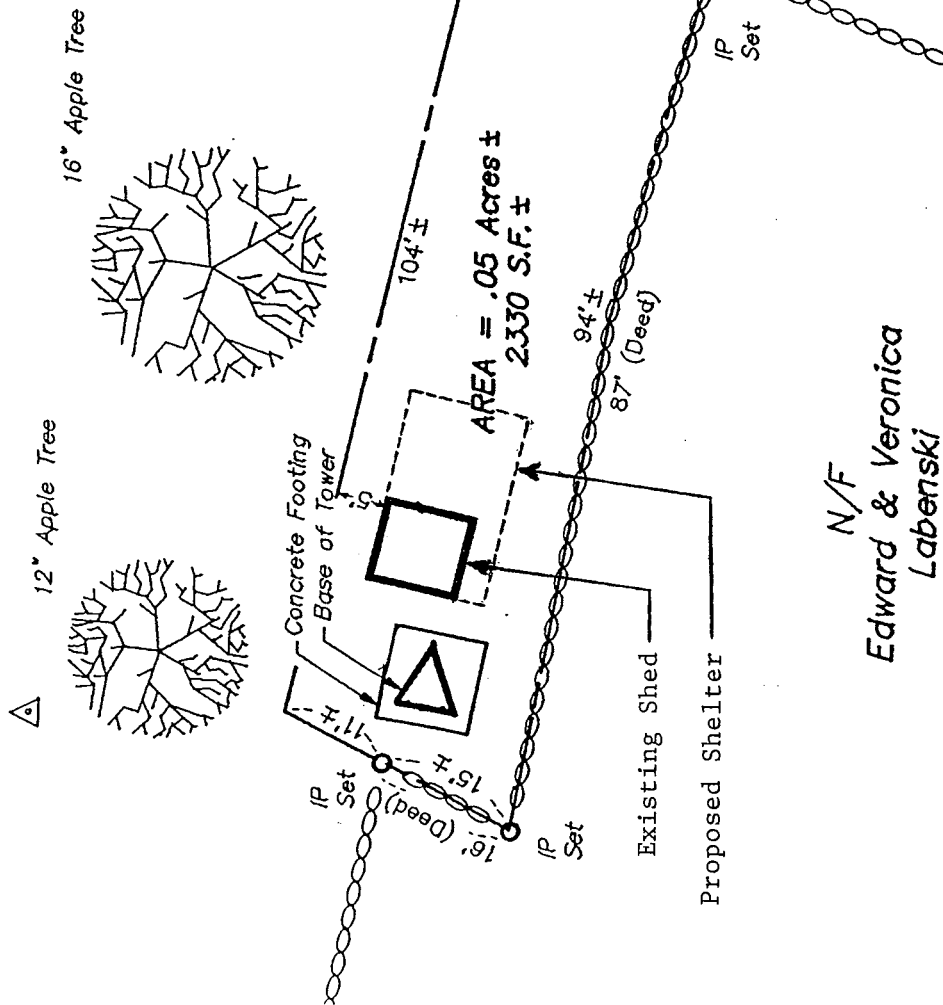 16" Apple Tree
12" Apple Tree
IP
Set
104'±
AREA = .05 Acres ±
2330 S.F. ±
94'±
87' (Deed)
Concrete Footing
Base of Tower
5'
11'±
15'±
IP
Set
16' (Deed)
IP
Set
Existing Shed
Proposed Shelter
N/F
Edward & Veronica
Labenski